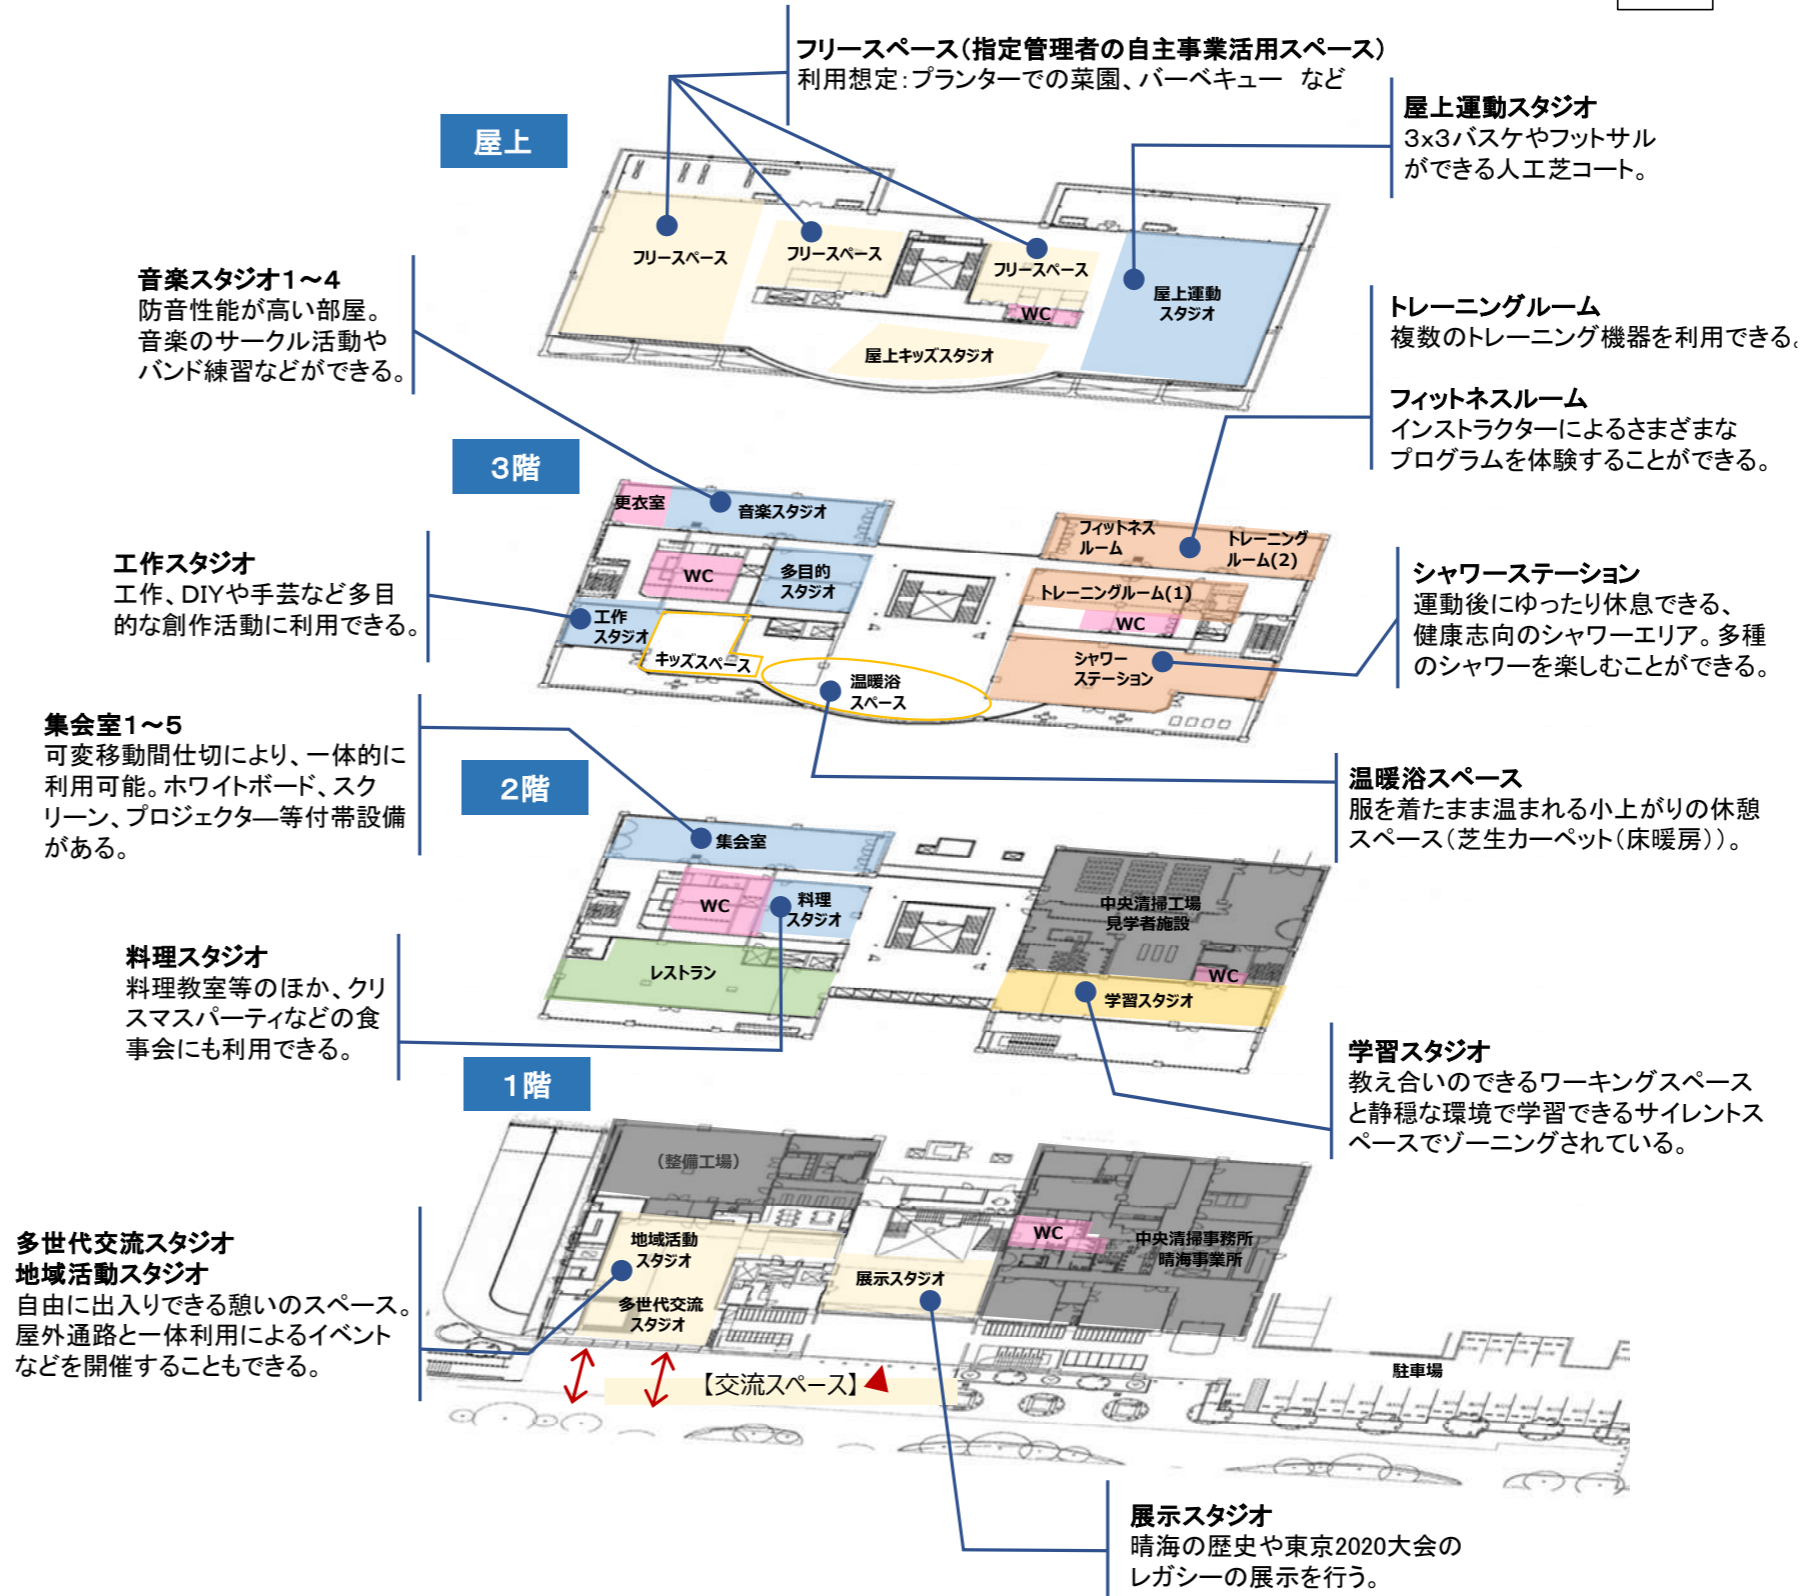 フリースペース（指定管理者の自主事業活用スペース）
利用想定：プランターでの菜園、バーベキュー　など
屋上
屋上運動スタジオ
3x3バスケやフットサル
ができる人工芝コート。
フリースペース
フリースペース
フリースペース
WC
屋上運動
スタジオ
屋上キッズスタジオ
音楽スタジオ1～4
防音性能が高い部屋。
音楽のサークル活動や
バンド練習などができる。
トレーニングルーム
複数のトレーニング機器を利用できる。
フィットネスルーム
インストラクターによるさまざまな
プログラムを体験することができる。
3階
更衣室
音楽スタジオ
フィットネス
ルーム
トレーニング
ルーム(2)
WC
多目的
スタジオ
トレーニングルーム(1)
WC
工作
スタジオ
キッズスペース
温暖浴
スペース
シャワー
ステーション
工作スタジオ
工作、DIYや手芸など多目
的な創作活動に利用できる。
シャワーステーション
運動後にゆったり休息できる、
健康志向のシャワーエリア。多種
のシャワーを楽しむことができる。
集会室1～5
可変移動間仕切により、一体的に
利用可能。ホワイトボード、スク
リーン、プロジェクタ―等付帯設備
がある。
温暖浴スペース
服を着たまま温まれる小上がりの休憩
スペース（芝生カーペット（床暖房））。
2階
集会室
WC
料理
スタジオ
レストラン
中央清掃工場
見学者施設
WC
学習スタジオ
料理スタジオ
料理教室等のほか、クリ
スマスパーティなどの食
事会にも利用できる。
学習スタジオ
教え合いのできるワーキングスペース
と静穏な環境で学習できるサイレントス
ペースでゾーニングされている。
1階
（整備工場）
地域活動
スタジオ
多世代交流
スタジオ
展示スタジオ
WC
中央清掃事務所
晴海事業所
駐車場
【交流スペース】
多世代交流スタジオ
地域活動スタジオ
自由に出入りできる憩いのスペース。
屋外通路と一体利用によるイベント
などを開催することもできる。
展示スタジオ
晴海の歴史や東京2020大会の
レガシーの展示を行う。